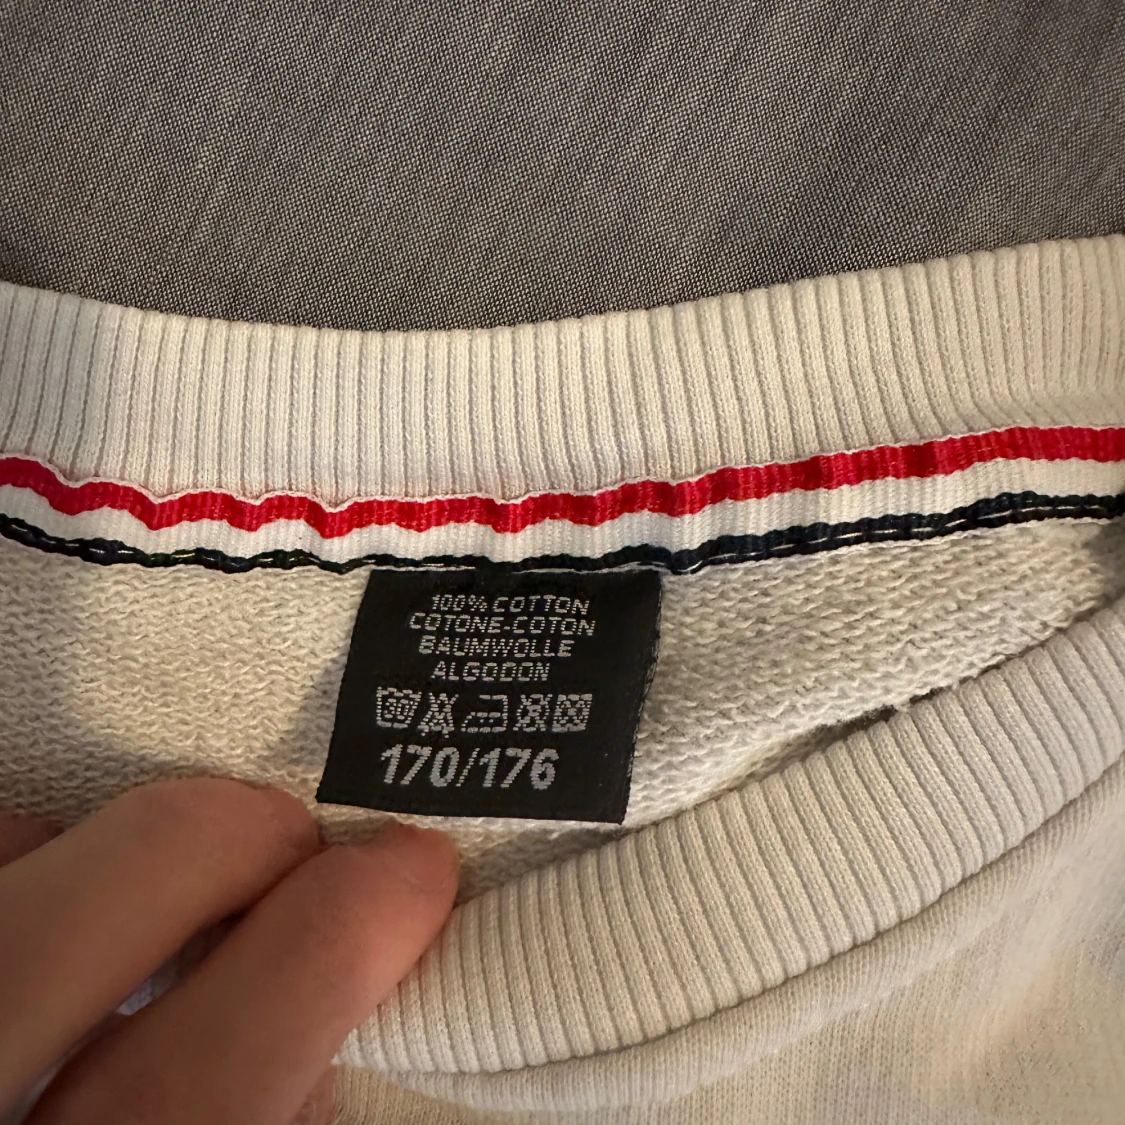 100% COTTON
COTONE-COTON
BAUMWOLLE
ALGODON
30
170/176